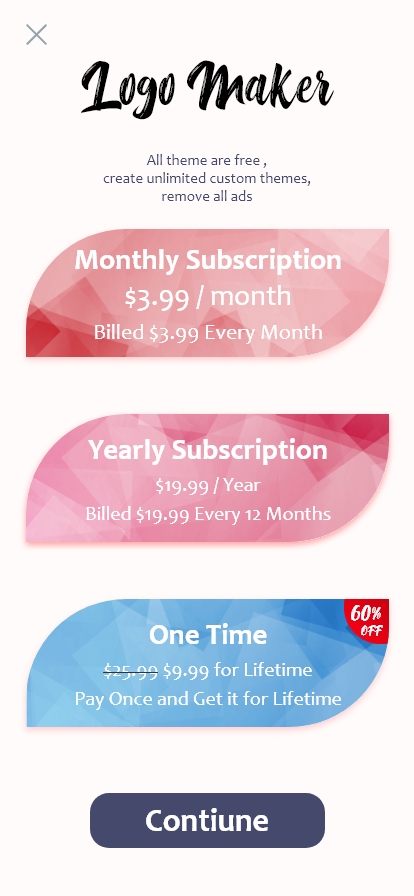 Logo Maker
All theme are free ,
create unlimited custom themes,
remove all ads
Monthly Subscription
$3.99 / month
Billed $3.99 Every Month
Yearly Subscription
$19.99 / Year
Billed $19.99 Every 12 Months
60%
OFF
One Time
$25.99 $9.99 for Lifetime
Pay Once and Get it for Lifetime
Contiune